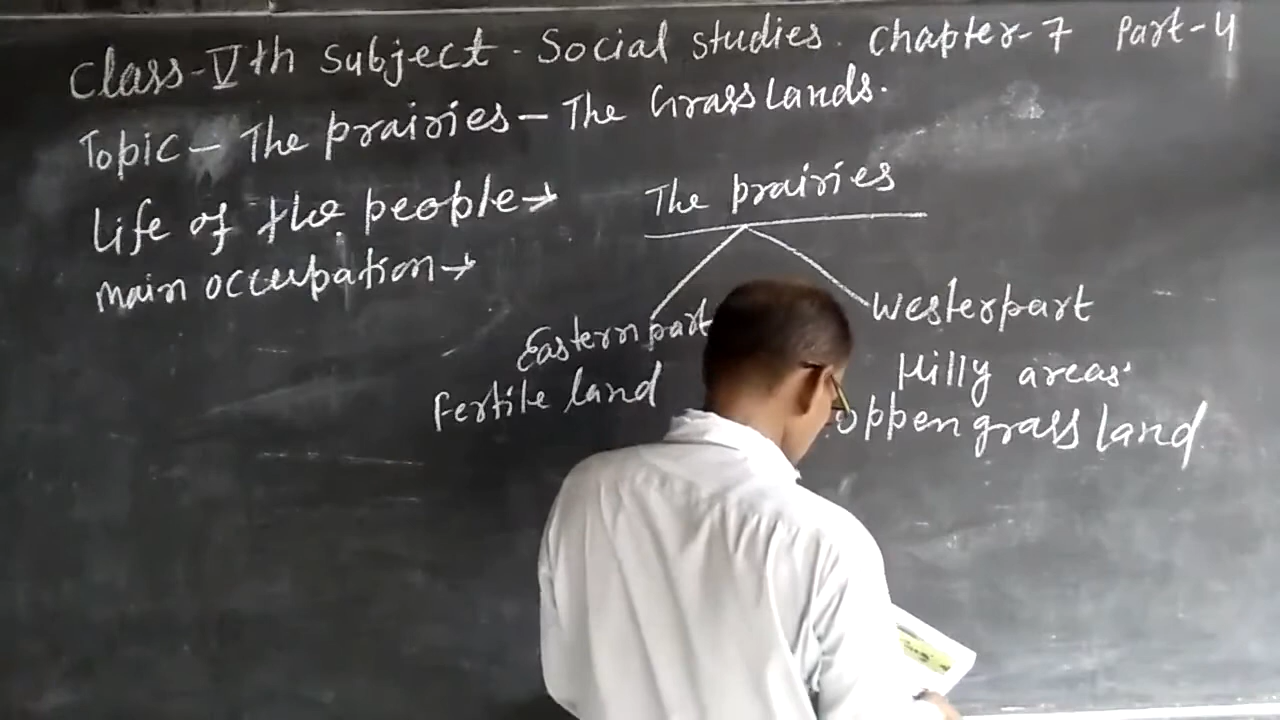 Class-Vth Subject - Social studies. Chapter-7 Part-4
Topic - The prairies - The Grass Lands.
Life of the people →
main occupation →
The prairies
Eastern part
Fertile land
Westerpart
Hilly areas
oppen grass land